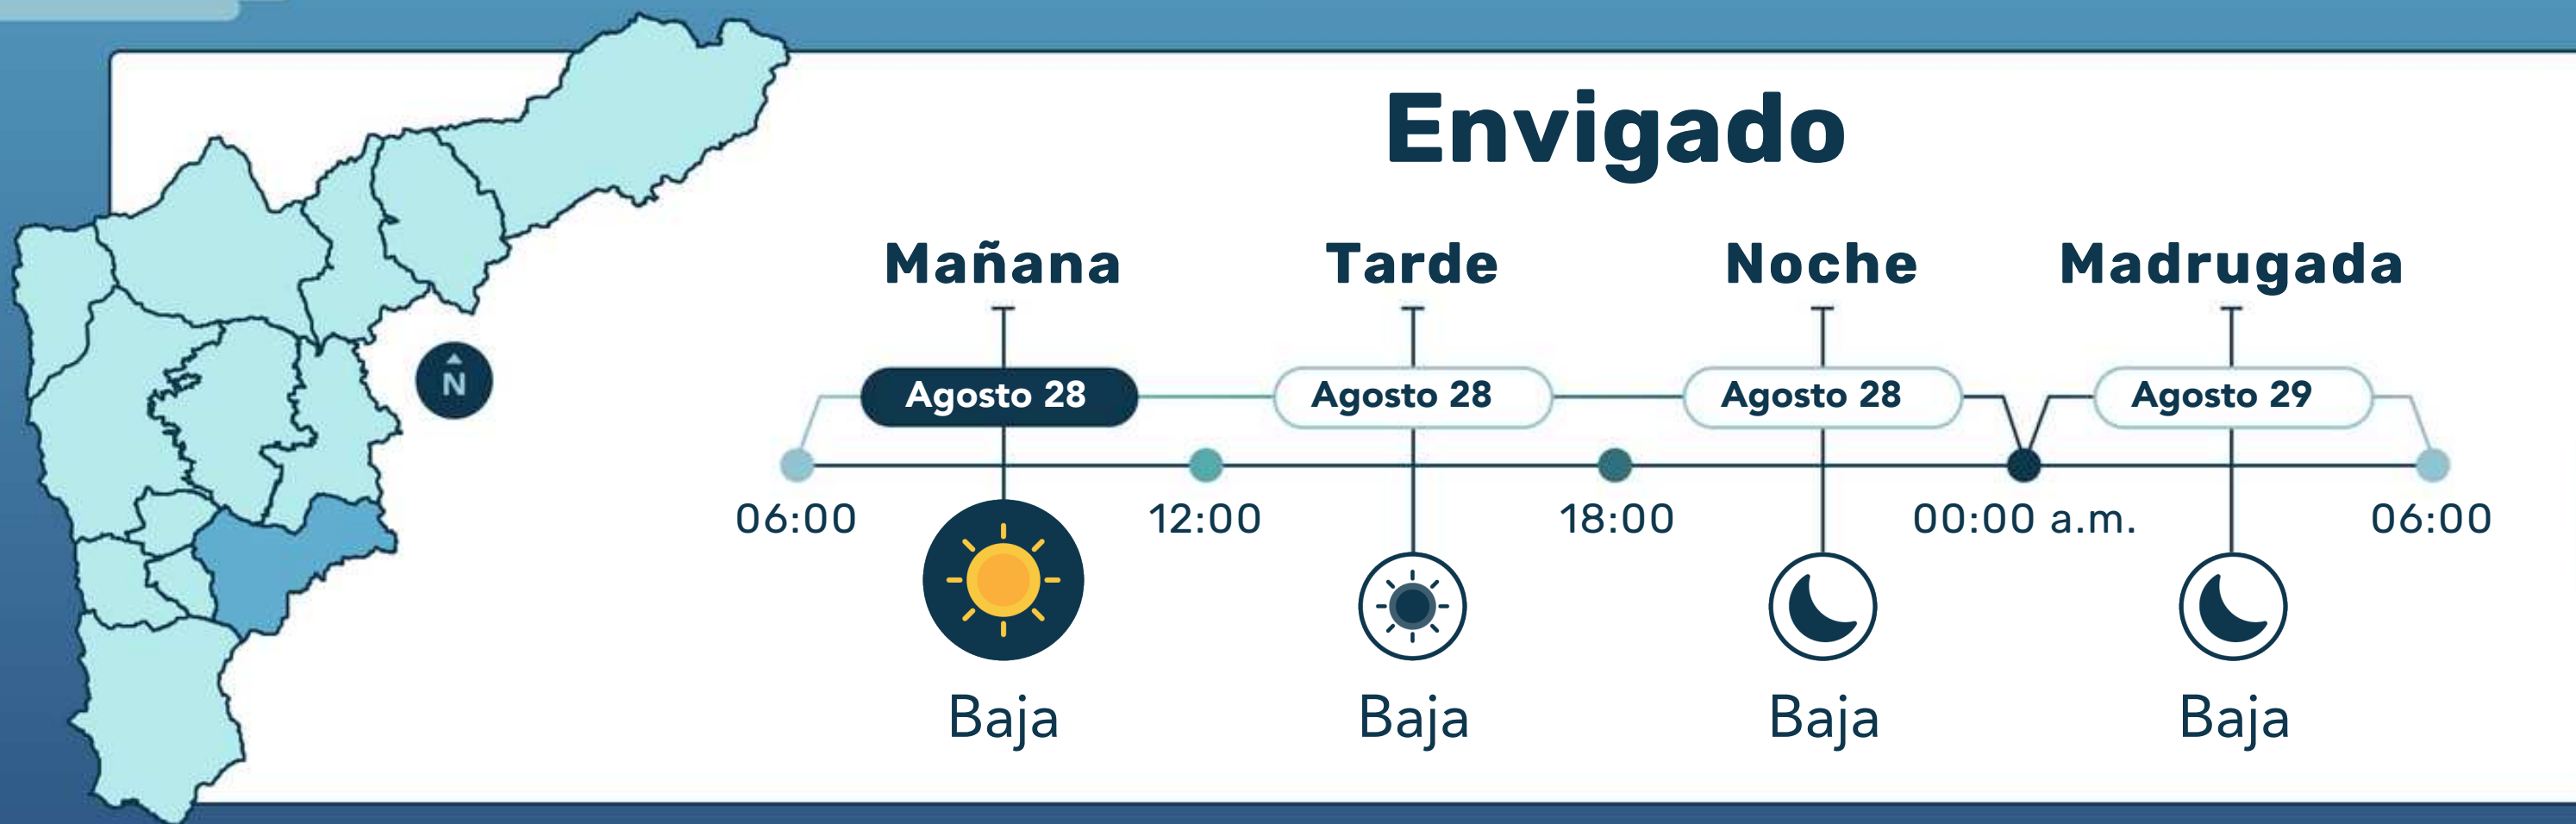 Envigado
Mañana Tarde Noche Madrugada
Agosto 28 Agosto 28 Agosto 28 Agosto 29
N
06:00 12:00 18:00 00:00 a.m. 06:00
Baja Baja Baja Baja